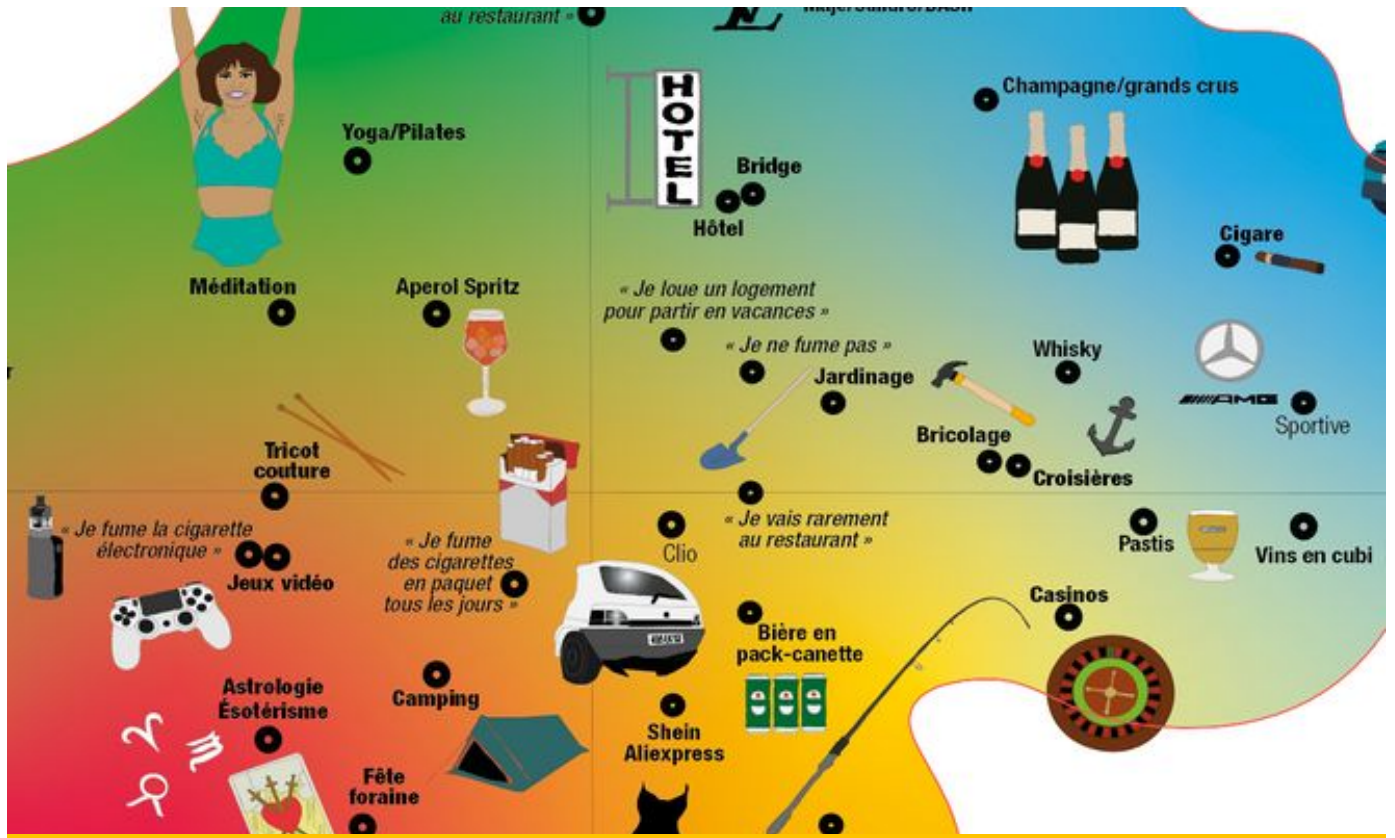 au restaurant »
Champagne/grands crus
HOTEL
Yoga/Pilates
Bridge
Hôtel
Cigare
Méditation
Aperol Spritz
« Je loue un logement
pour partir en vacances »
« Je ne fume pas »
Whisky
Jardinage
AMG
Sportive
Bricolage
Croisières
Tricot
couture
« Je fume la cigarette
électronique »
Jeux vidéo
« Je fume
des cigarettes
en paquet
tous les jours »
Clio
« Je vais rarement
au restaurant »
Pastis
Vins en cubi
Casinos
Bière en
pack-canette
Astrologie
Ésotérisme
Camping
Shein
Aliexpress
Fête
foraine